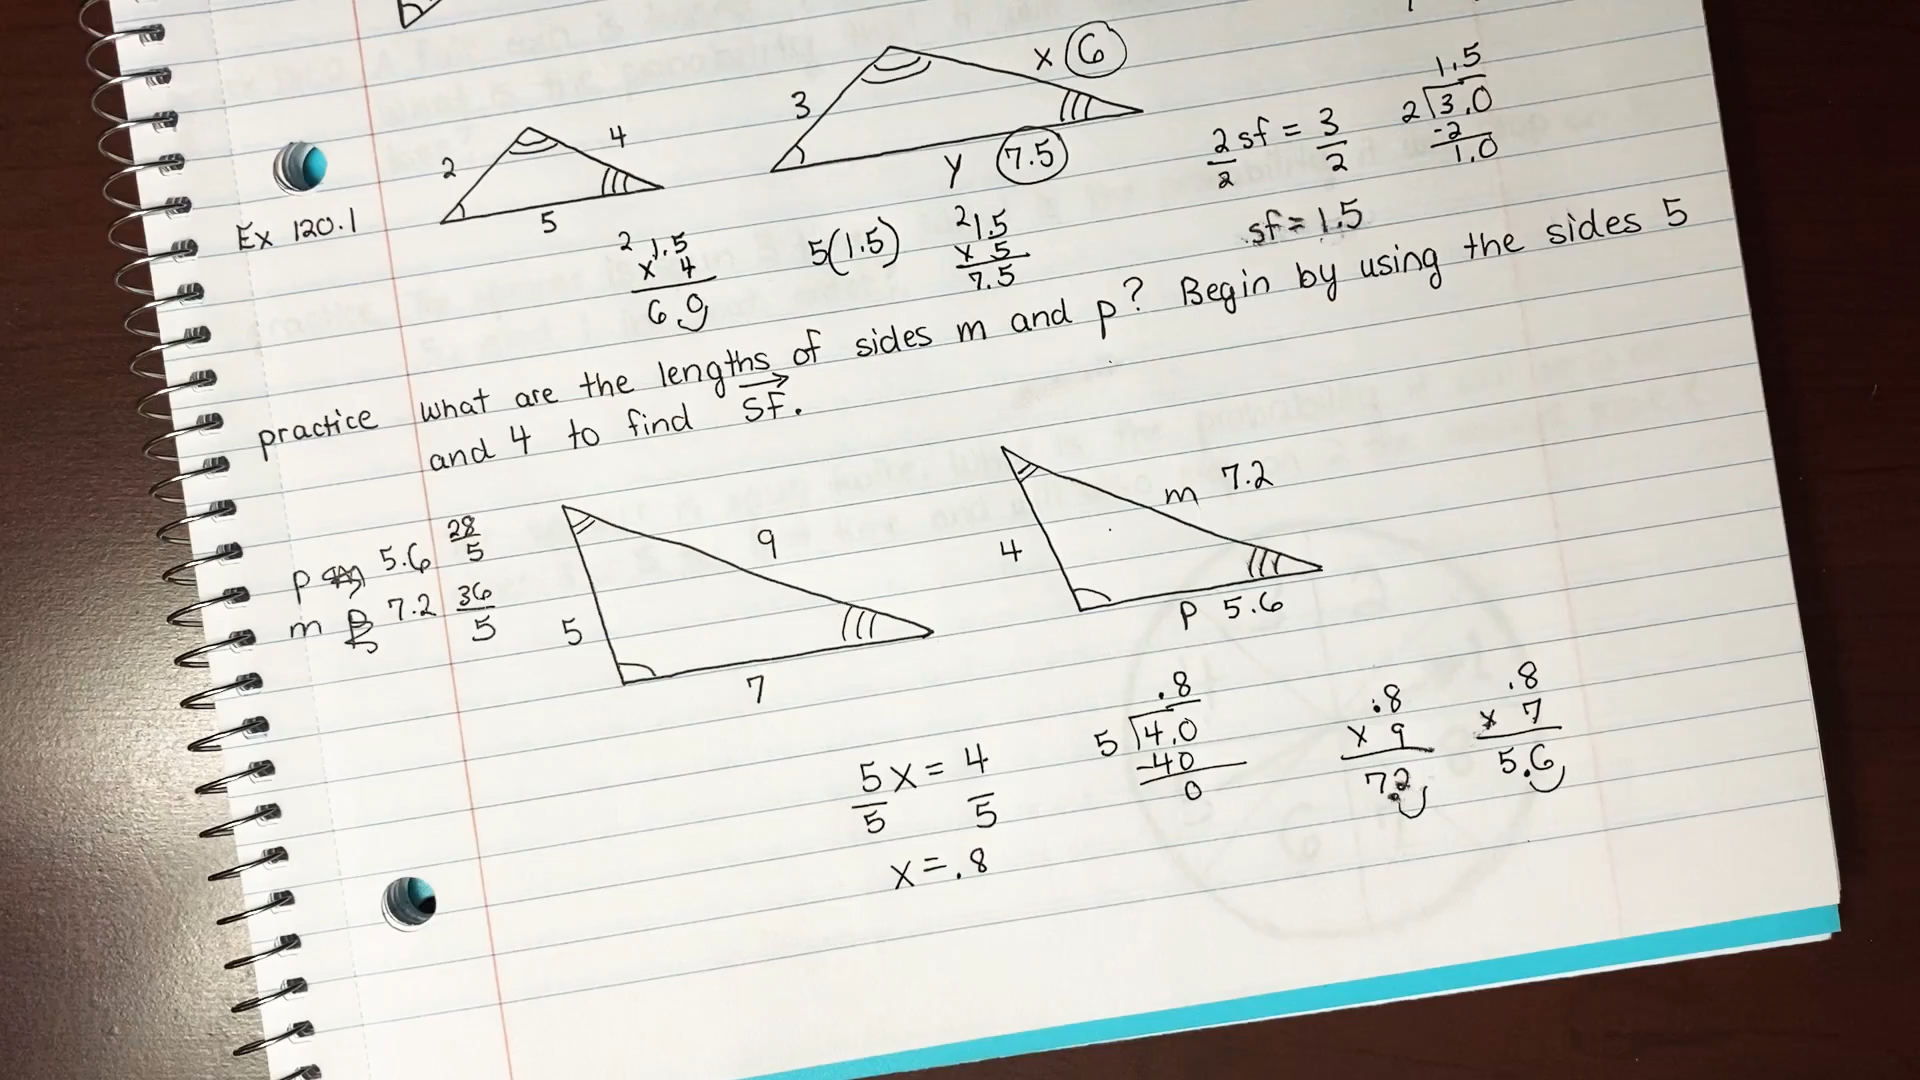 Ex 120.1
2
4
5
3
x 6
y 7.5
2 sf = 3
2 2
1.5
2 3.0
-2
1.0
sf = 1.5
2
1.5
x 4
6.0
5(1.5)
2
1.5
x 5
7.5
practice What are the lengths of sides m and p? Begin by using the sides 5
and 4 to find SF.
p 5.6 28
5
m 7.2 36
5
9
5
7
m 7.2
4
p 5.6
5x = 4
5 5
x = .8
.8
5 4.0
-40
0
.8
x 9
7.2
.8
x 7
5.6